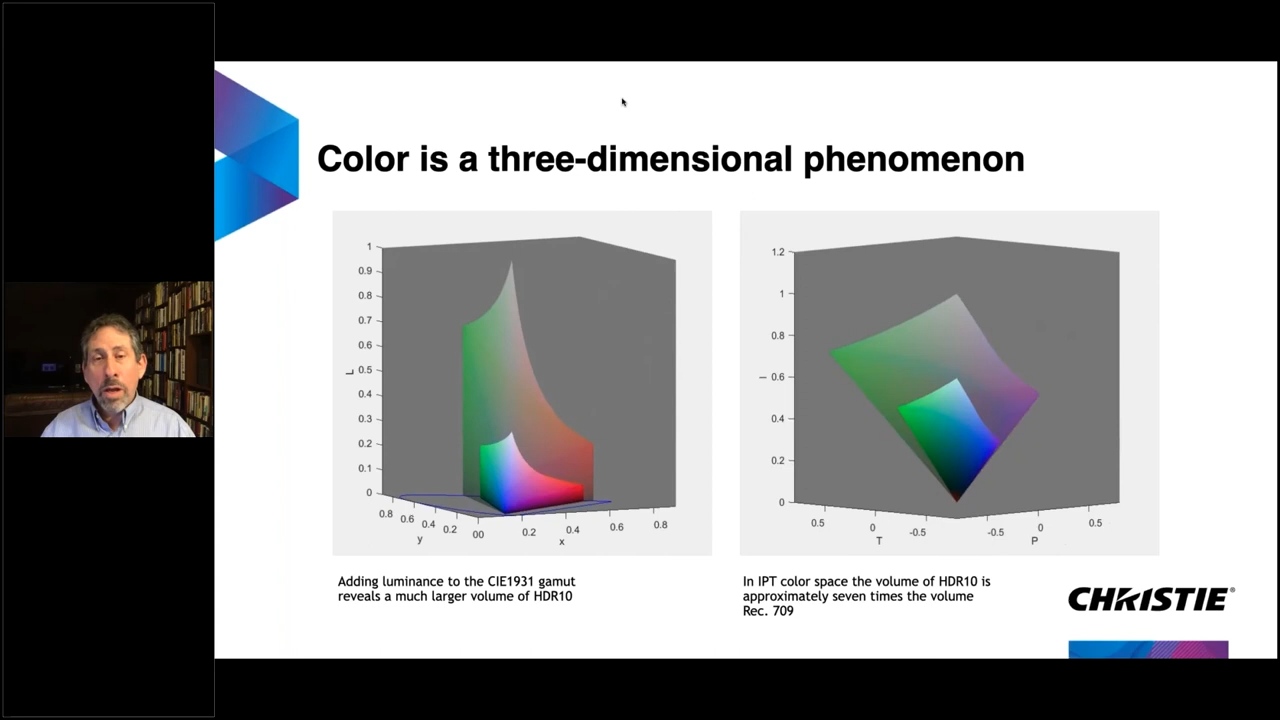 Color is a three-dimensional phenomenon
1
0.9
0.8
0.7
0.6
0.5
0.4
0.3
0.2
0.1
0
L
0.8
0.6
0.4
0.2
00
0.2
0.4
0.6
0.8
y
x
1.2
1
0.8
0.6
0.4
0.2
0
I
0.5
0
-0.5
-0.5
0
0.5
T
P
Adding luminance to the CIE1931 gamut
reveals a much larger volume of HDR10
In IPT color space the volume of HDR10 is
approximately seven times the volume
Rec. 709
CHRISTIE®